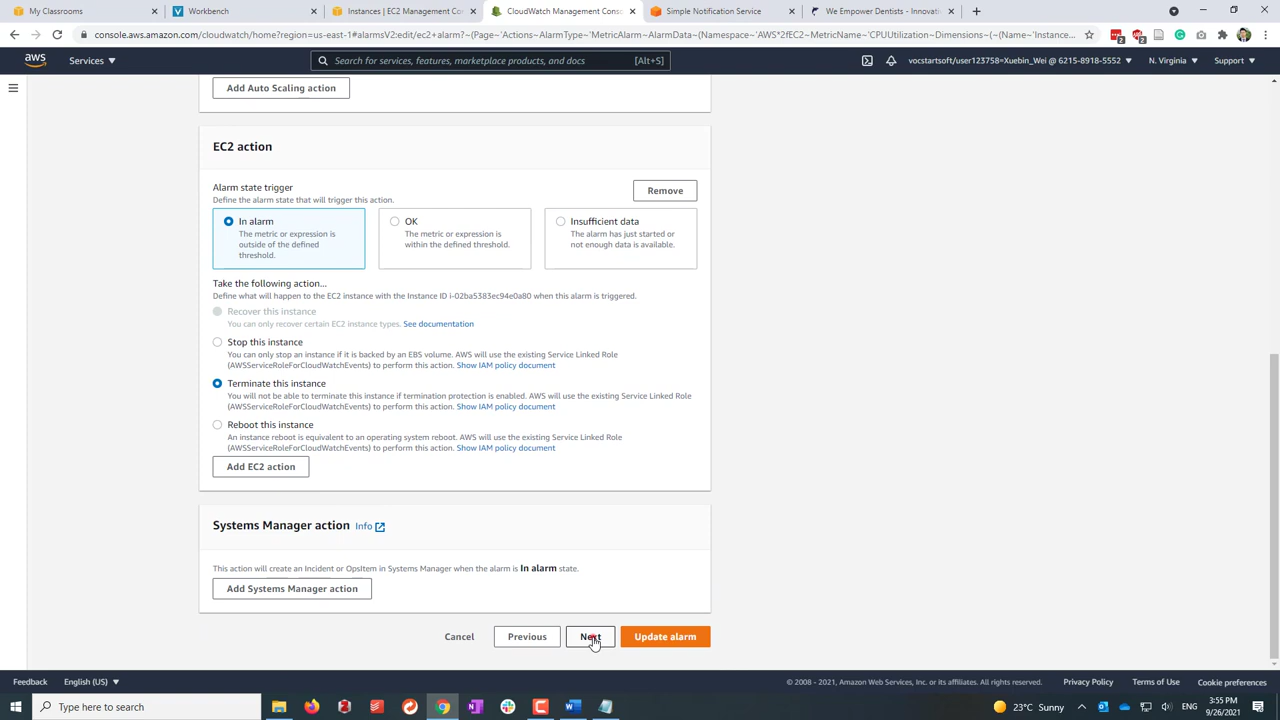 My Classrooms
Workbench
Instances | EC2 Management Con
CloudWatch Management Consc
Simple Notification Service
We Empower Dentists - Innovati
console.aws.amazon.com/cloudwatch/home?region=us-east-1#alarmsV2:edit/ec2+alarm?~(Page~'Actions~AlarmType~'MetricAlarm~AlarmData~(Namespace~'AWS*2fEC2~MetricName~'CPUUtilization~Dimensions~(~(Name~'Instanc...
aws
Services
Search for services, features, marketplace products, and docs
[Alt+S]
vocstartsoft/user123758=Xuebin_Wei @ 6215-8918-5552
N. Virginia
Support
Add Auto Scaling action
EC2 action
Alarm state trigger
Define the alarm state that will trigger this action.
Remove
In alarm
The metric or expression is
outside of the defined
threshold.
OK
The metric or expression is
within the defined threshold.
Insufficient data
The alarm has just started or
not enough data is available.
Take the following action...
Define what will happen to the EC2 instance with the Instance ID i-02ba5383ec94e0a80 when this alarm is triggered.
Recover this instance
You can only recover certain EC2 instance types. See documentation
Stop this instance
You can only stop an instance if it is backed by an EBS volume. AWS will use the existing Service Linked Role
(AWSServiceRoleForCloudWatchEvents) to perform this action. Show IAM policy document
Terminate this instance
You will not be able to terminate this instance if termination protection is enabled. AWS will use the existing Service Linked Role
(AWSServiceRoleForCloudWatchEvents) to perform this action. Show IAM policy document
Reboot this instance
An instance reboot is equivalent to an operating system reboot. AWS will use the existing Service Linked Role
(AWSServiceRoleForCloudWatchEvents) to perform this action. Show IAM policy document
Add EC2 action
Systems Manager action Info
This action will create an Incident or OpsItem in Systems Manager when the alarm is In alarm state.
Add Systems Manager action
Cancel
Previous
Next
Update alarm
Feedback
English (US)
© 2008 - 2021, Amazon Web Services, Inc. or its affiliates. All rights reserved.
Privacy Policy
Terms of Use
Cookie preferences
Type here to search
23°C Sunny
ENG
3:55 PM
9/26/2021